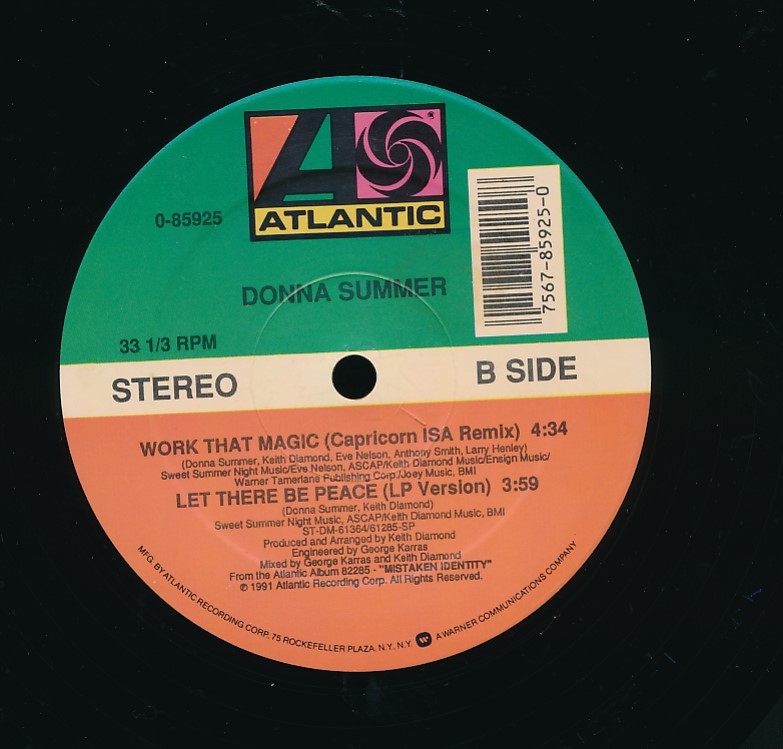 ATLANTIC
0-85925
7567-85925-0
DONNA SUMMER
33 1/3 RPM
STEREO
B SIDE
WORK THAT MAGIC (Capricorn ISA Remix) 4:34
(Donna Summer, Keith Diamond, Eve Nelson, Anthony Smith, Larry Henley)
Sweet Summer Night Music/Eve Nelson, ASCAP/Keith Diamond Music/Ensign Music/
Warner Tamerlane Publishing Corp./Joey Music, BMI
LET THERE BE PEACE (LP Version) 3:59
(Donna Summer, Keith Diamond)
Sweet Summer Night Music, ASCAP/Keith Diamond Music, BMI
ST-DM-61364/61285-SP
Produced and Arranged by Keith Diamond
Engineered by George Karras
Mixed by George Karras and Keith Diamond
From the Atlantic Album 82285 - "MISTAKEN IDENTITY"
℗ 1991 Atlantic Recording Corp. All Rights Reserved.
MFG. BY ATLANTIC RECORDING CORP. 75 ROCKEFELLER PLAZA, N.Y., N.Y. W A WARNER COMMUNICATIONS COMPANY